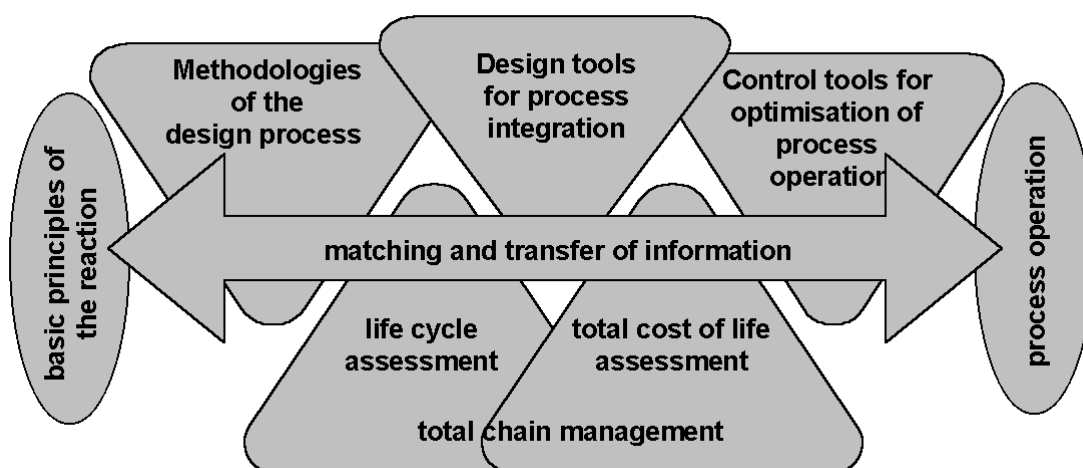 Methodologies
of the
design process
Design tools
for process
integration
Control tools for
optimisation of
process
operation
basic principles of
the reaction
matching and transfer of information
process operation
life cycle
assessment
total cost of life
assessment
total chain management